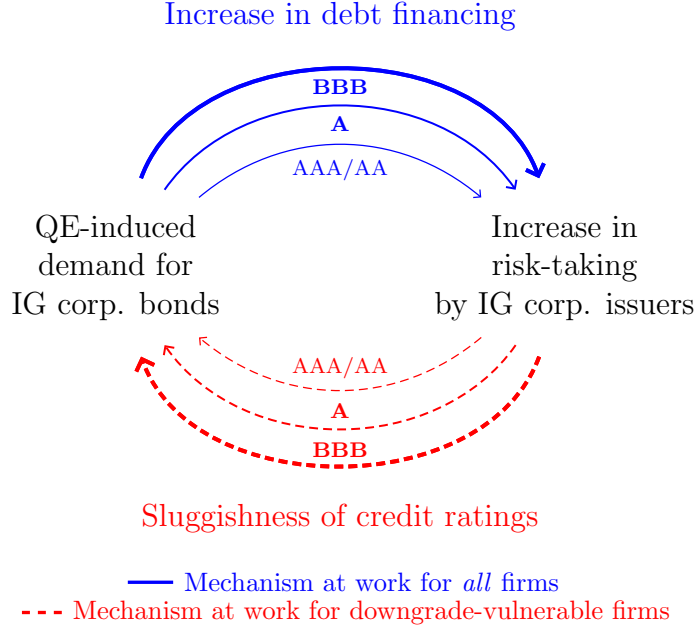 Increase in debt financing
BBB
A
AAA/AA
QE-induced
demand for
IG corp. bonds
Increase in
risk-taking
by IG corp. issuers
AAA/AA
A
BBB
Sluggishness of credit ratings
Mechanism at work for all firms
Mechanism at work for downgrade-vulnerable firms